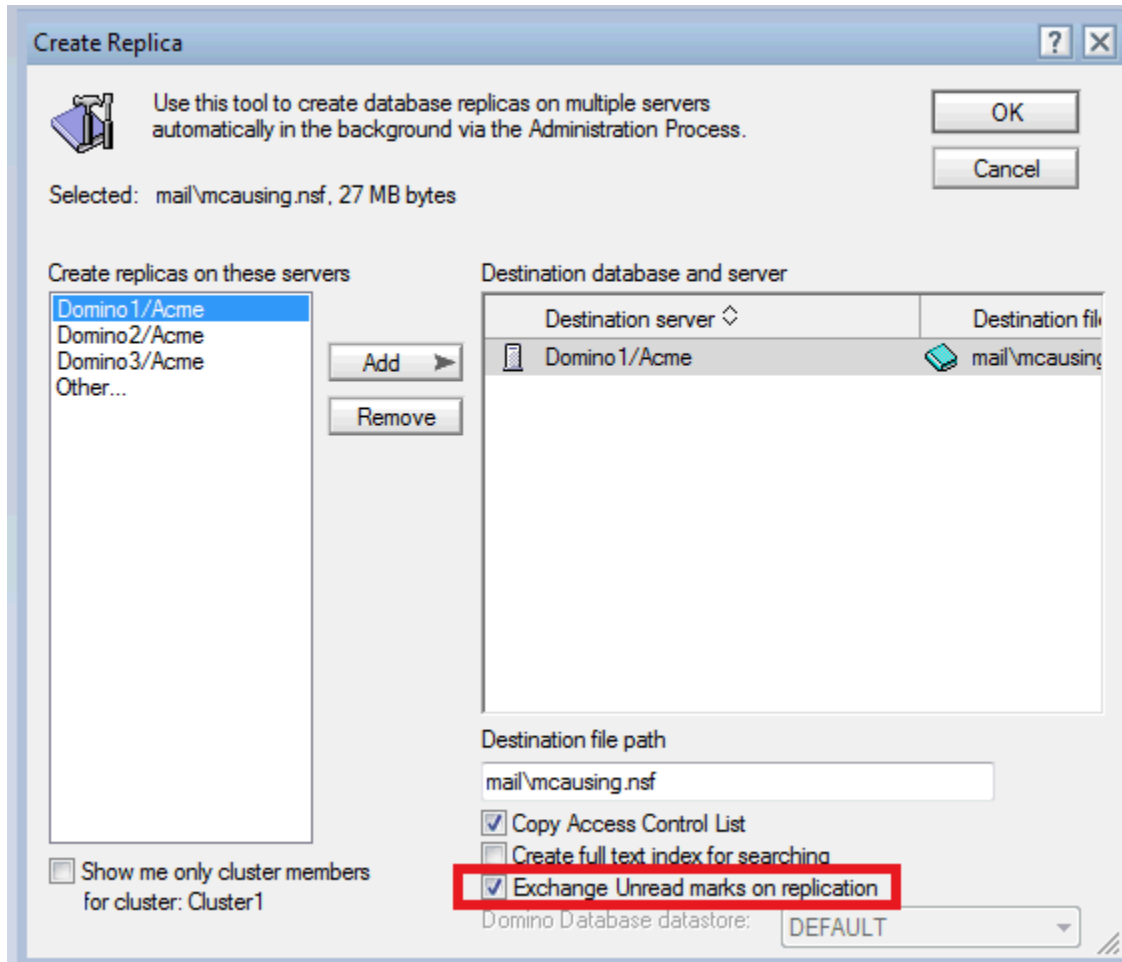 Create Replica
Use this tool to create database replicas on multiple servers
automatically in the background via the Administration Process.
OK
Cancel
Selected: mail\mcausing.nsf, 27 MB bytes
Create replicas on these servers
Domino1/Acme
Domino2/Acme
Domino3/Acme
Other...
Add
Remove
Destination database and server
Destination server Destination fil
Domino1/Acme mail\mcausing
Destination file path
mail\mcausing.nsf
Copy Access Control List
Create full text index for searching
Exchange Unread marks on replication
Domino Database datastore: DEFAULT
Show me only cluster members
for cluster: Cluster1